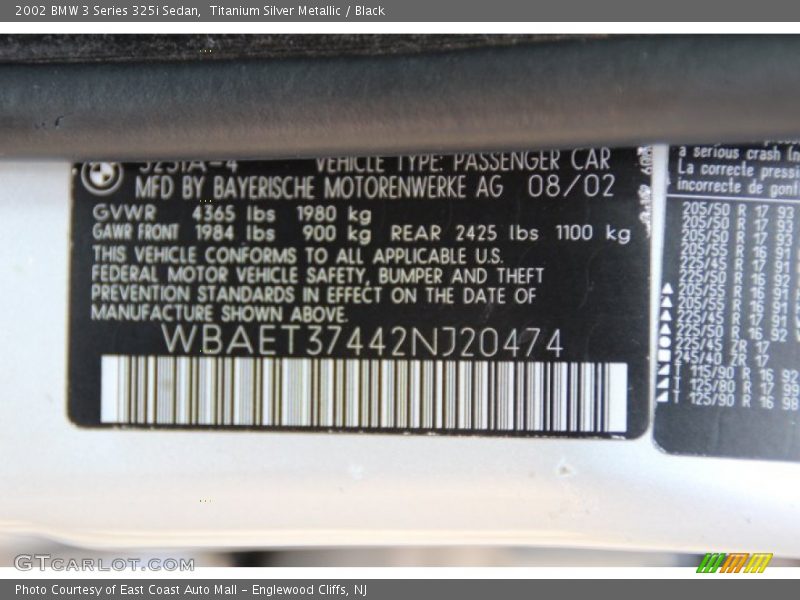 2002 BMW 3 Series 325i Sedan, Titanium Silver Metallic / Black
325iA-4 VEHICLE TYPE: PASSENGER CAR
MFD BY BAYERISCHE MOTORENWERKE AG 08/02
GVWR 4365 lbs 1980 kg
GAWR FRONT 1984 lbs 900 kg REAR 2425 lbs 1100 kg
THIS VEHICLE CONFORMS TO ALL APPLICABLE U.S.
FEDERAL MOTOR VEHICLE SAFETY, BUMPER AND THEFT
PREVENTION STANDARDS IN EFFECT ON THE DATE OF
MANUFACTURE SHOWN ABOVE.
WBAET37442NJ20474
a serious crash
La correcte
incorrecte de
205/50 R 17 93
205/50 R 17 93
205/50 R 17 93
205/55 R 16 91
225/50 R 16 92
205/55 R 16 91
205/55 R 16 91
225/45 R 17 91
225/50 R 16 92
225/45 ZR 17
245/40 ZR 17
T 115/90 R 16 92
T 125/80 R 17 99
T 125/90 R 16 98
GTCarLot.com
Photo Courtesy of East Coast Auto Mall - Englewood Cliffs, NJ